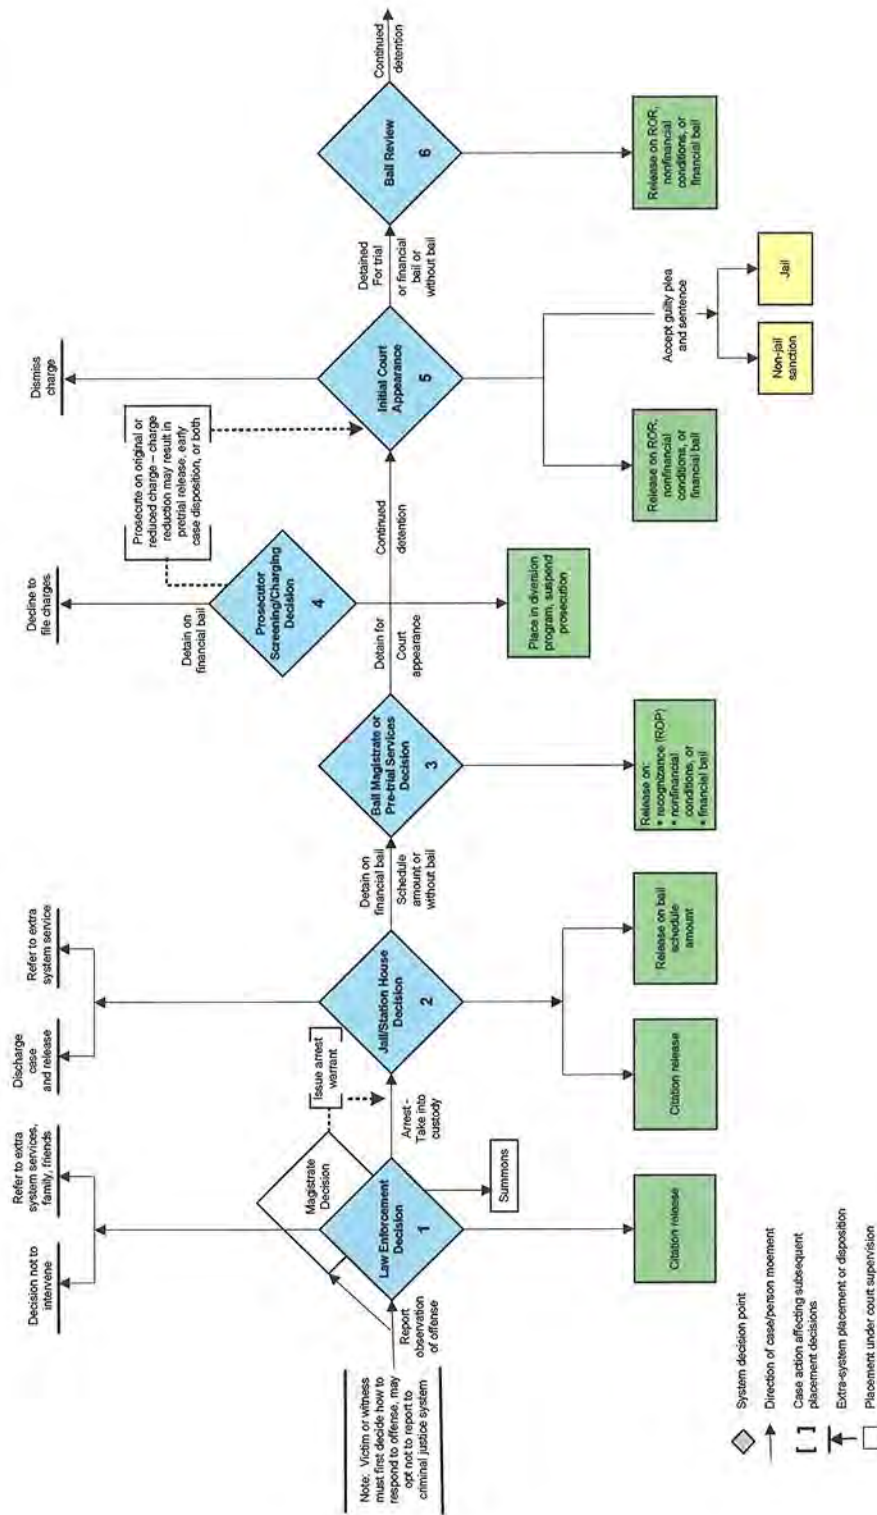 Note: Victim or witness
must first decide how to
respond to offense, may
opt not to report to
criminal justice system
Report
observation
of offense
Decision not to
intervene
Refer to extra
system services,
family, friends
Magistrate
Decision
Law Enforcement
Decision
1
Summons
Citation release
Issue arrest
warrant
Arrest -
Take into
custody
Discharge
case
and release
Refer to extra
system service
Jail/Station House
Decision
2
Citation release
Release on bail
schedule
amount
Detain on
financial bail
Schedule
amount or
without bail
Bail Magistrate or
Pre-trial Services
Decision
3
Release on:
• recognizance (ROP)
• nonfinancial
conditions, or
• financial bail
Detain for
Court
appearance
Decline to
file charges
Detain on
financial bail
Prosecutor
Screening/Charging
Decision
4
Place in diversion
program, suspend
prosecution
Continued
detention
Prosecute on original or
reduced charge – charge
reduction may result in
pretrial release, early
case disposition, or both
Dismiss
charge
Initial Court
Appearance
5
Release on ROR,
nonfinancial
conditions, or
financial bail
Accept guilty plea
and sentence
Non-jail
sanction
Jail
Detained
For trial
or financial
bail or
without bail
Bail Review
6
Release on ROR,
nonfinancial
conditions, or
financial bail
Continued
detention
System decision point
Direction of case/person moement
[ ] Case action affecting subsequent
placement decisions
Extra-system placement or disposition
Placement under court supervision